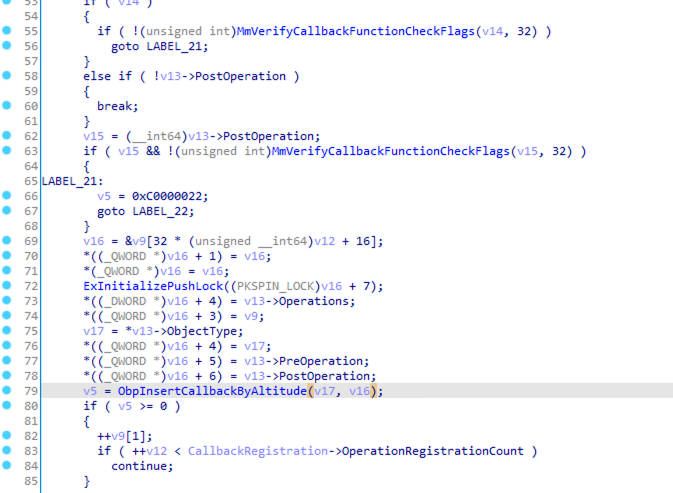 53 if ( v14 )
54 {
55 if ( !(unsigned int)MmVerifyCallbackFunctionCheckFlags(v14, 32) )
56 goto LABEL_21;
57 }
58 else if ( !v13->PostOperation )
59 {
60 break;
61 }
62 v15 = (__int64)v13->PostOperation;
63 if ( v15 && !(unsigned int)MmVerifyCallbackFunctionCheckFlags(v15, 32) )
64 {
65 LABEL_21:
66 v5 = 0xC0000022;
67 goto LABEL_22;
68 }
69 v16 = &v9[32 * (unsigned __int64)v12 + 16];
70 *((_QWORD *)v16 + 1) = v16;
71 *(_QWORD *)v16 = v16;
72 ExInitializePushLock((PKSPIN_LOCK)v16 + 7);
73 *((_DWORD *)v16 + 4) = v13->Operations;
74 *((_QWORD *)v16 + 3) = v9;
75 v17 = *v13->ObjectType;
76 *((_QWORD *)v16 + 4) = v17;
77 *((_QWORD *)v16 + 5) = v13->PreOperation;
78 *((_QWORD *)v16 + 6) = v13->PostOperation;
79 v5 = ObpInsertCallbackByAltitude(v17, v16);
80 if ( v5 >= 0 )
81 {
82 ++v9[1];
83 if ( ++v12 < CallbackRegistration->OperationRegistrationCount )
84 continue;
85 }